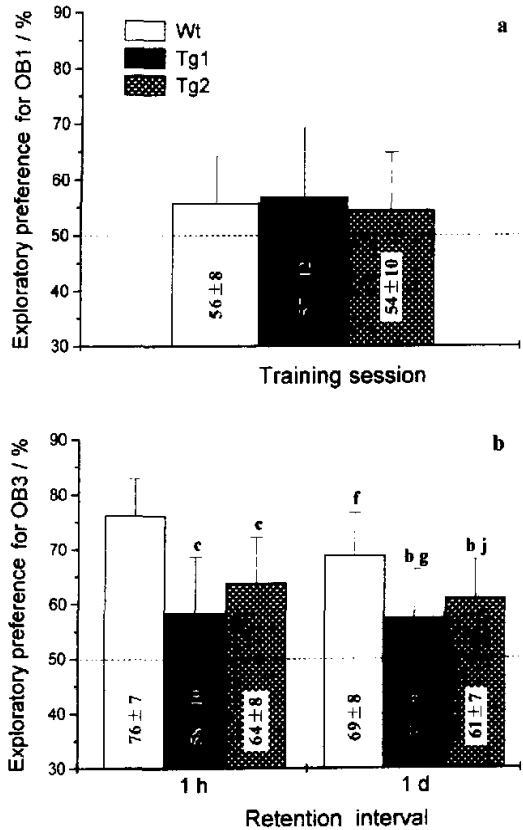 a
Wt
Tg1
Tg2
Exploratory preference for OB1 / %
90
80
70
60
50
40
30
56±8
54±10
Training session
b
Exploratory preference for OB3 / %
90
80
70
60
50
40
30
c
c
f
b g
b j
76±7
64±8
69±8
61±7
1 h
1 d
Retention interval